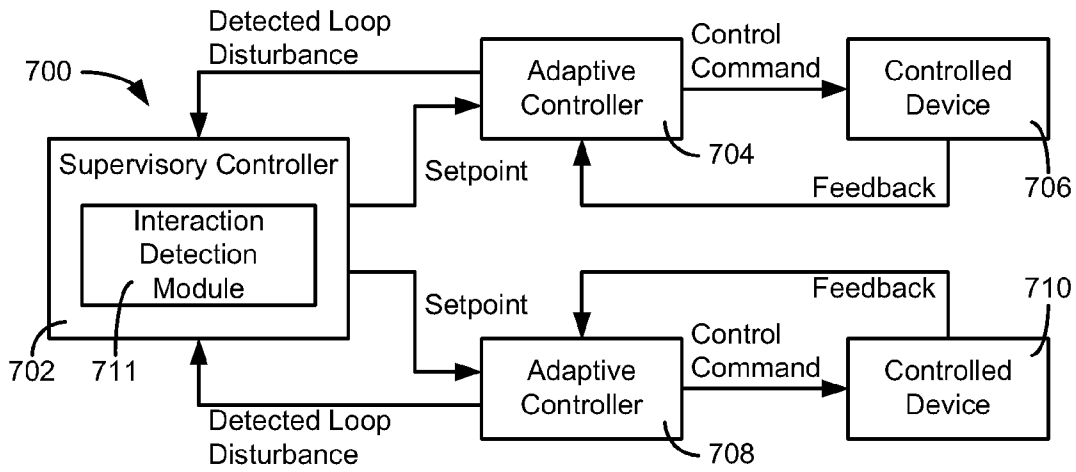 Detected Loop
Disturbance
700
Adaptive
Controller
704
Control
Command
Controlled
Device
706
Supervisory Controller
Interaction
Detection
Module
702
711
Setpoint
Feedback
Setpoint
Feedback
710
Adaptive
Controller
708
Control
Command
Controlled
Device
Detected Loop
Disturbance